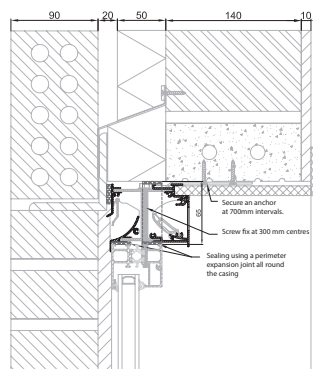 90 20 50 140 10
Secure an anchor
at 700mm intervals.
65
Screw fix at 300 mm centres
Sealing using a perimeter
expansion joint all round
the casing